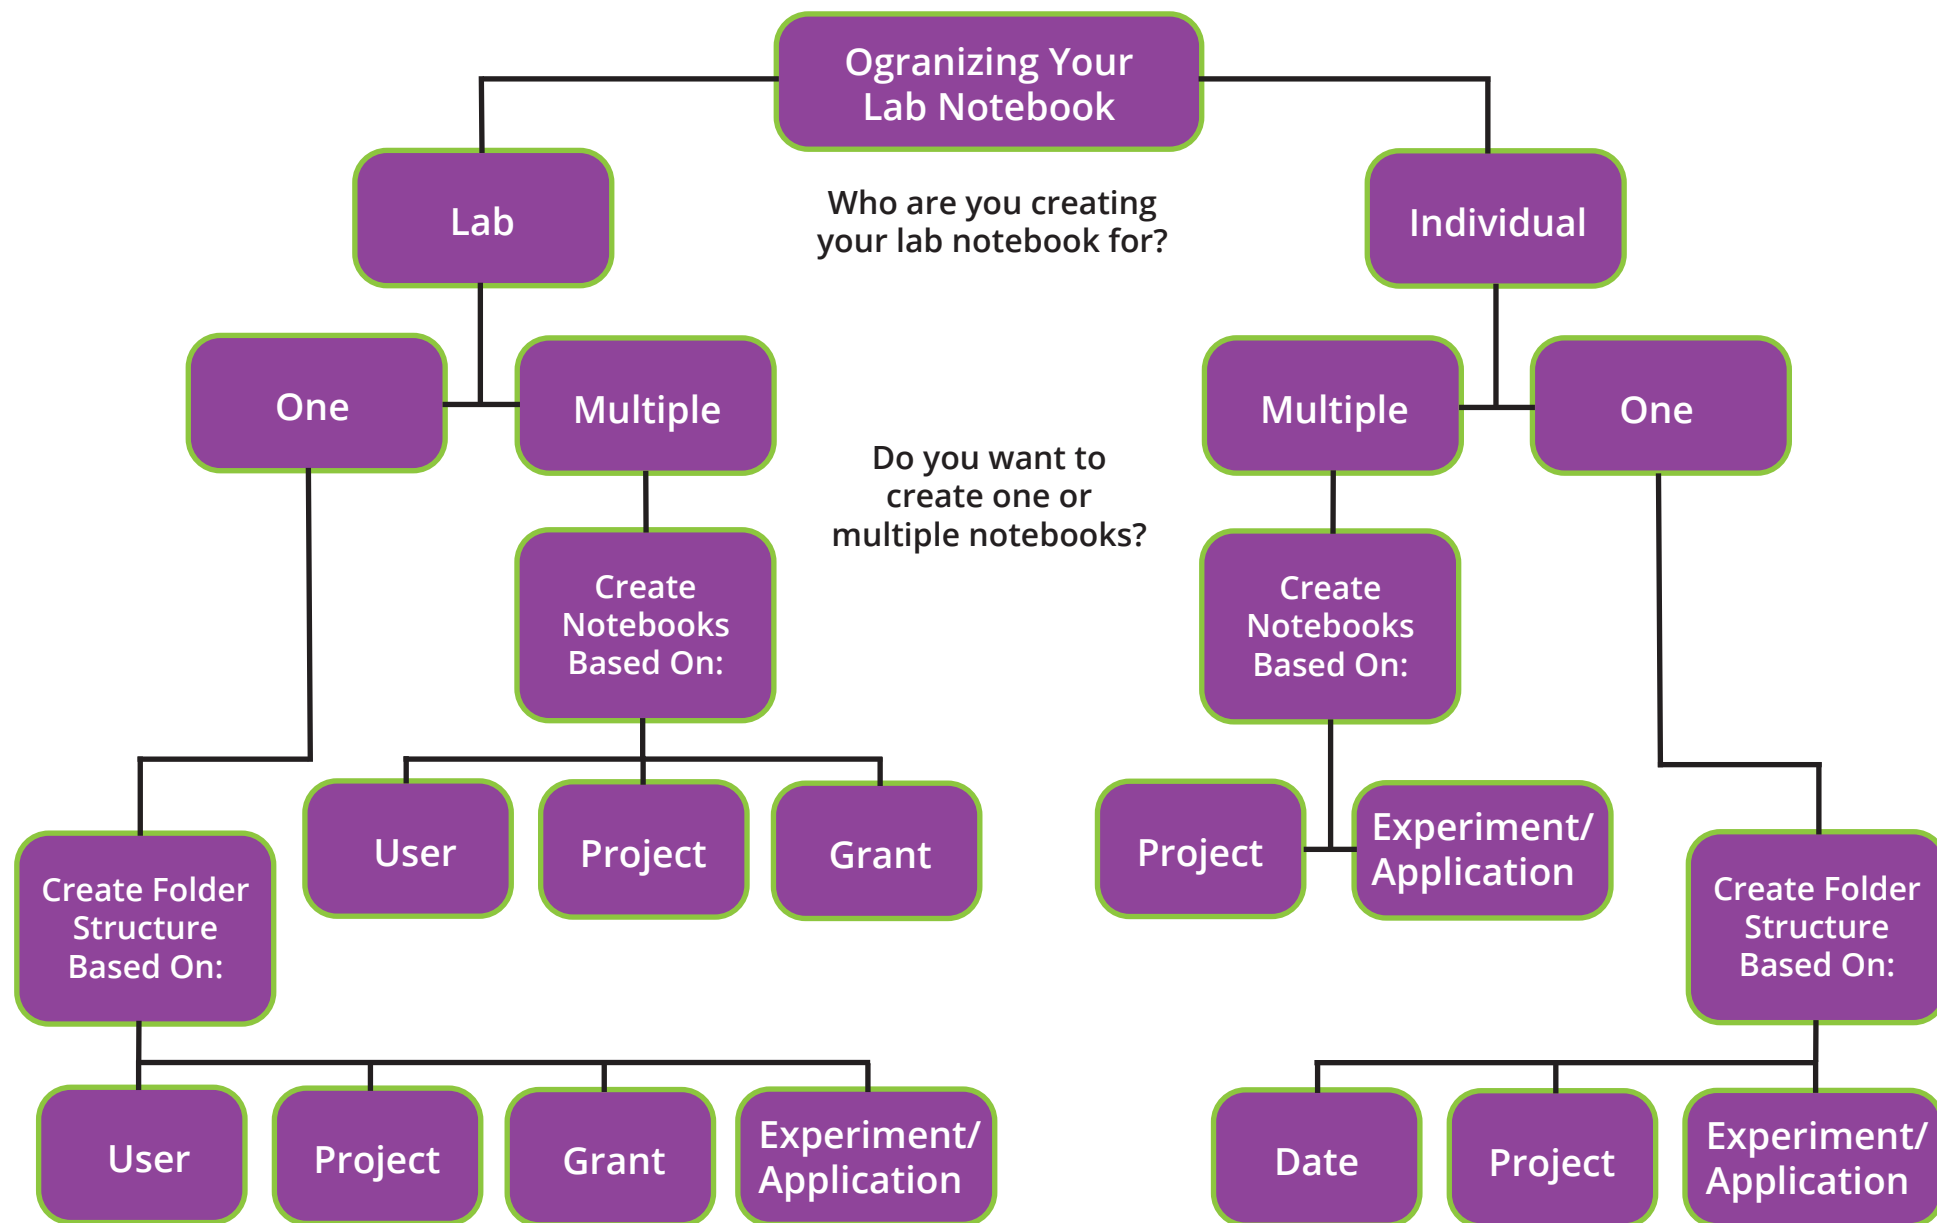 Ogranizing Your
Lab Notebook
Lab
Who are you creating
your lab notebook for?
Individual
One
Multiple
Multiple
One
Do you want to
create one or
multiple notebooks?
Create
Notebooks
Based On:
Create
Notebooks
Based On:
User
Project
Grant
Project
Experiment/
Application
Create Folder
Structure
Based On:
Create Folder
Structure
Based On:
User
Project
Grant
Experiment/
Application
Date
Project
Experiment/
Application